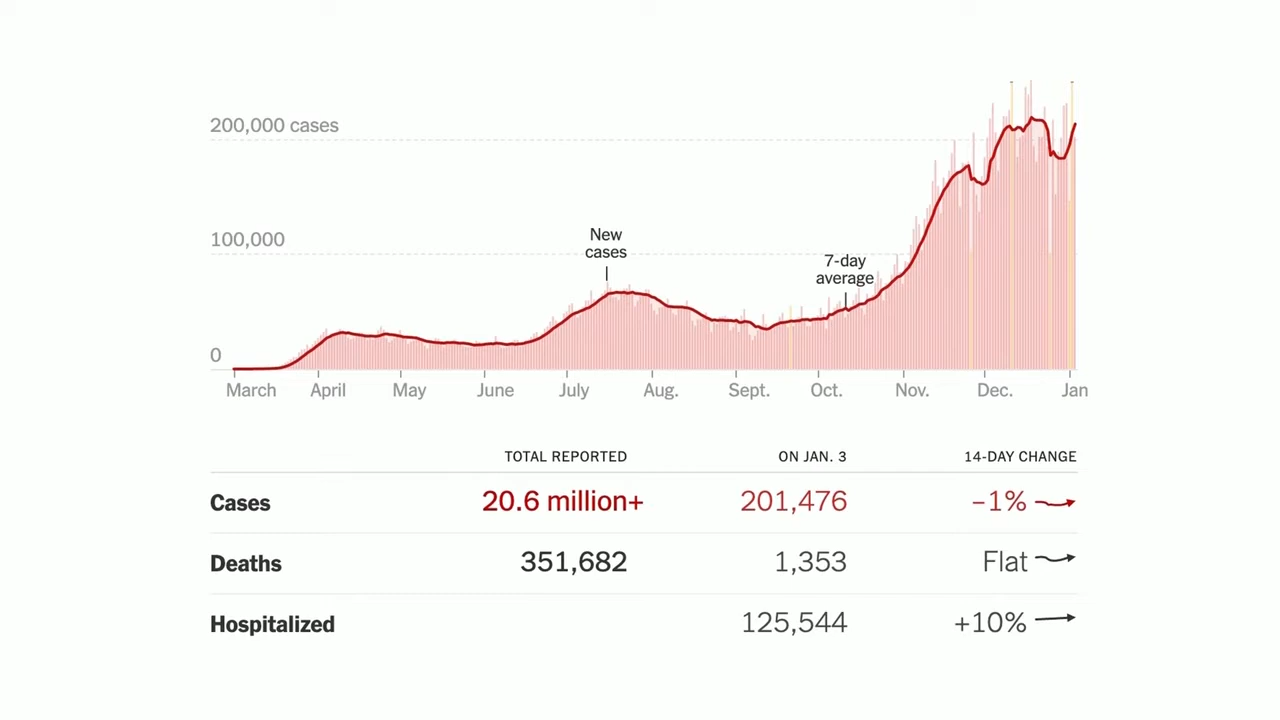 200,000 cases
100,000
0
New
cases
7-day
average
March April May June July Aug. Sept. Oct. Nov. Dec. Jan
TOTAL REPORTED ON JAN. 3 14-DAY CHANGE
Cases 20.6 million+ 201,476 –1%
Deaths 351,682 1,353 Flat
Hospitalized 125,544 +10%